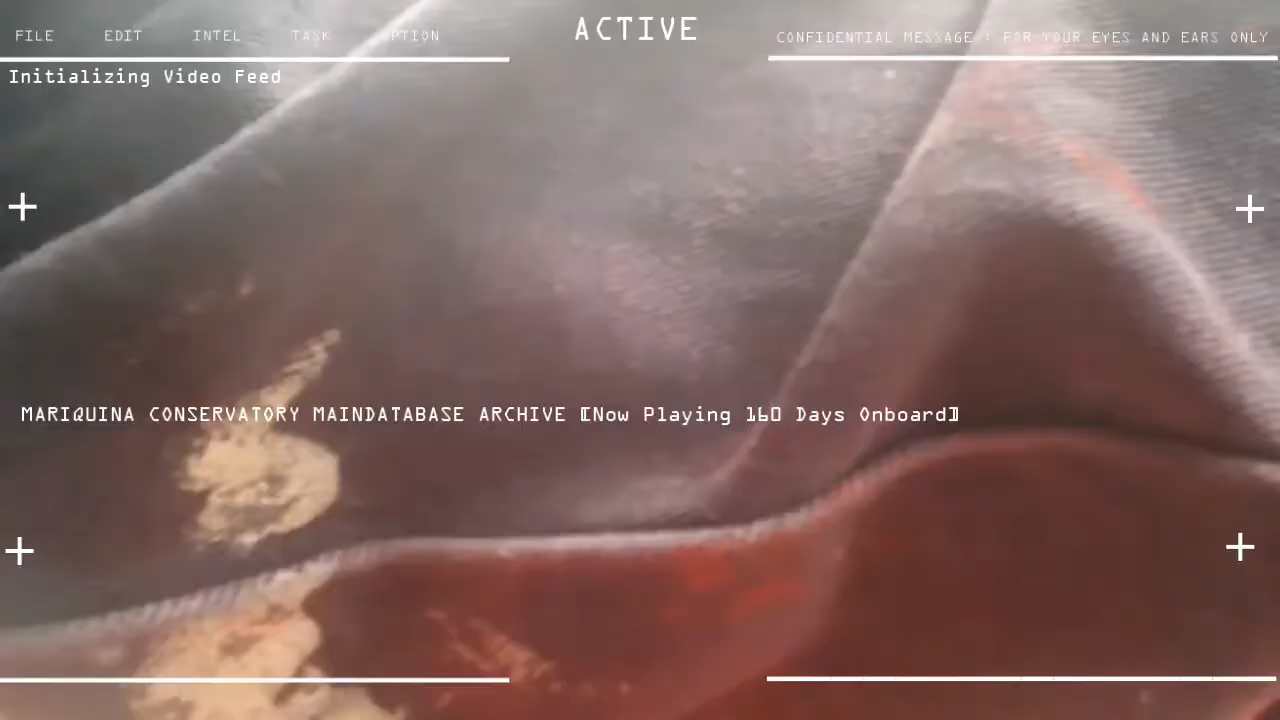 FILE EDIT INTEL TASK OPTION
ACTIVE
CONFIDENTIAL MESSAGE : FOR YOUR EYES AND EARS ONLY
Initializing Video Feed
MARIQUINA CONSERVATORY MAINDATABASE ARCHIVE [Now Playing 160 Days Onboard]